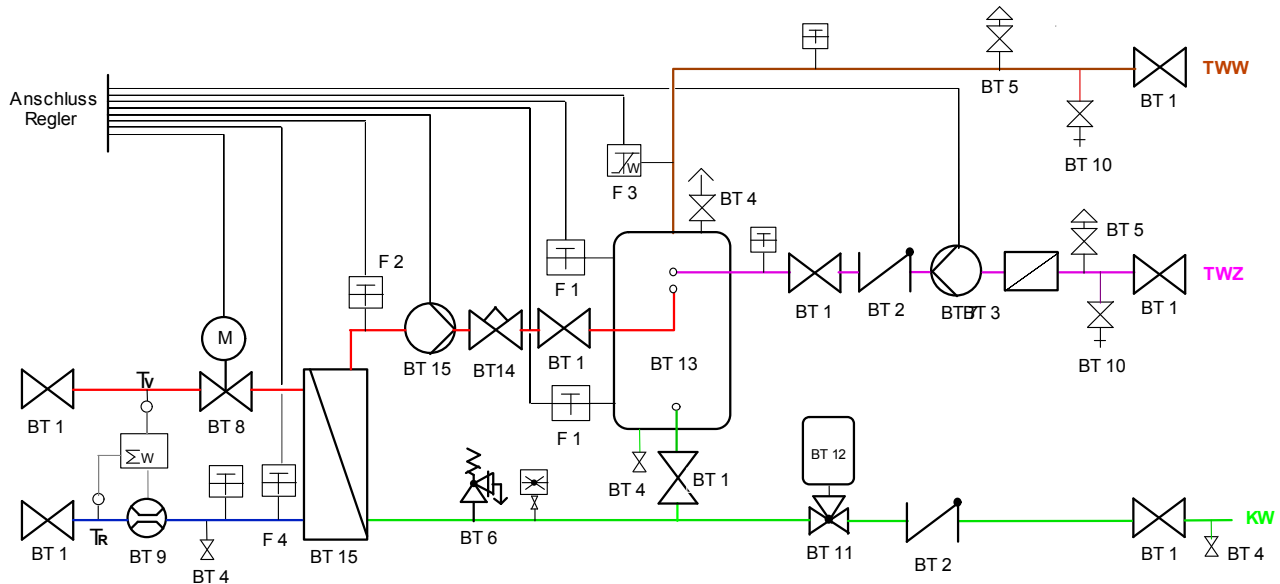 TWW
BT 5
BT 1
Anschluss
Regler
BT 10
T
W
F 3
BT 4
F 2
F 1
T
BT 5
TWZ
BT 1
BT 2
BT 3
BT 1
M
BT 15
BT14
BT 1
BT 13
BT 10
TV
BT 1
BT 8
F 1
ΣW
BT 12
BT 4
BT 1
KW
TR
BT 1
BT 9
F 4
BT 15
BT 6
BT 11
BT 2
BT 1
BT 4
BT 4